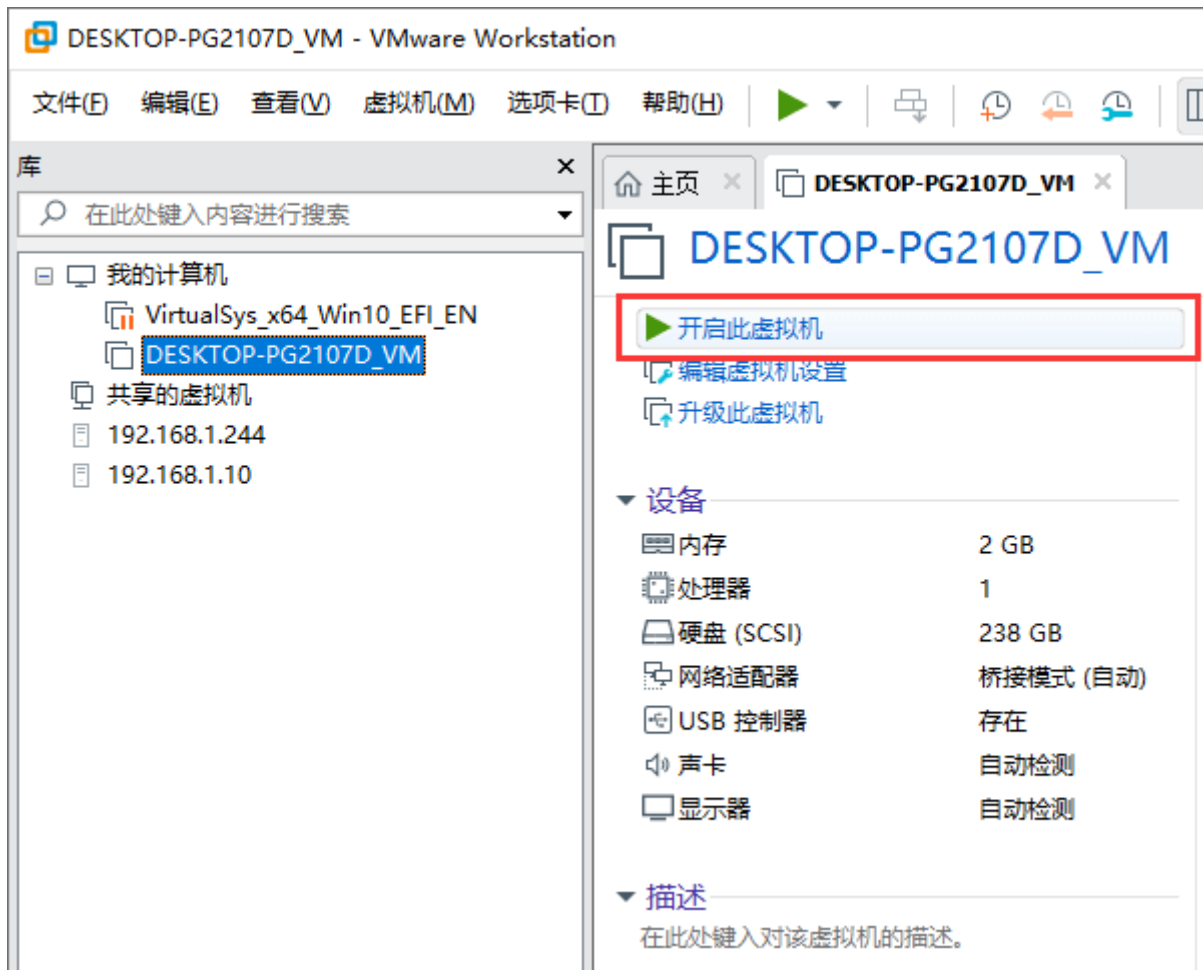 DESKTOP-PG2107D_VM - VMware Workstation
文件(F) 编辑(E) 查看(V) 虚拟机(M) 选项卡(T) 帮助(H)
库
在此处键入内容进行搜索
我的计算机
VirtualSys_x64_Win10_EFI_EN
DESKTOP-PG2107D_VM
共享的虚拟机
192.168.1.244
192.168.1.10
主页 DESKTOP-PG2107D_VM
DESKTOP-PG2107D_VM
开启此虚拟机
编辑虚拟机设置
升级此虚拟机
设备
内存 2 GB
处理器 1
硬盘 (SCSI) 238 GB
网络适配器 桥接模式 (自动)
USB 控制器 存在
声卡 自动检测
显示器 自动检测
描述
在此处键入对该虚拟机的描述。